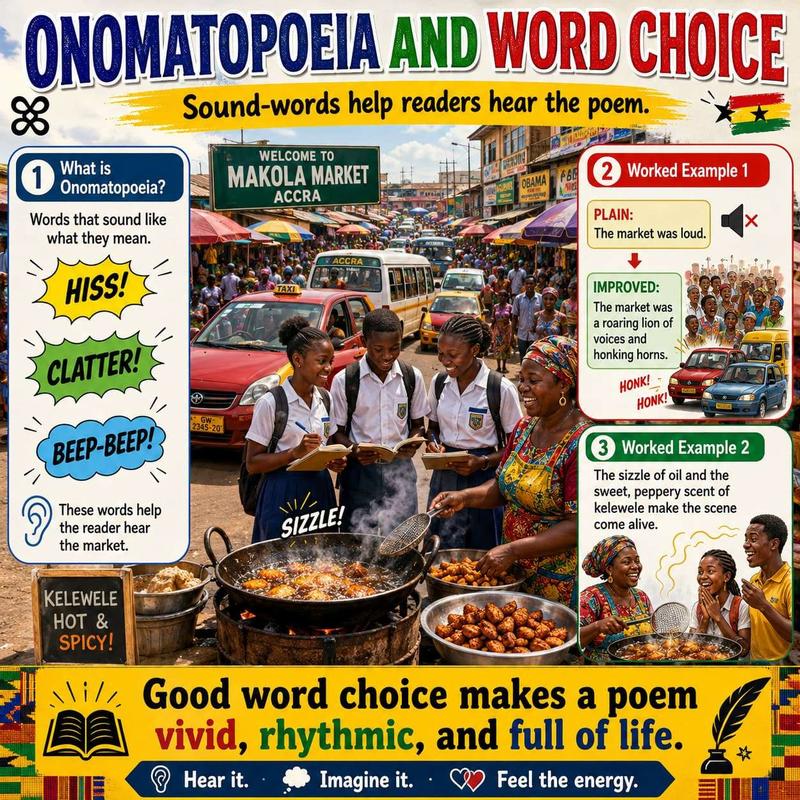 ONOMATOPOEIA AND WORD CHOICE
Sound-words help readers hear the poem.
1 What is
Onomatopoeia?
Words that sound like
what they mean.
HISS!
CLATTER!
BEEP-BEEP!
These words help
the reader hear
the market.
WELCOME TO
MAKOLA MARKET
ACCRA
OBAMA
ACCRA
TAXI
GW
2345-20
SIZZLE!
KELEWELE
HOT &
SPICY!
2 Worked Example 1
PLAIN:
The market was loud.
IMPROVED:
The market was
a roaring lion of
voices and
honking horns.
HONK!
HONK!
3 Worked Example 2
The sizzle of oil and the
sweet, peppery scent of
kelewele make the scene
come alive.
Good word choice makes a poem
vivid, rhythmic, and full of life.
Hear it. · Imagine it. · Feel the energy.